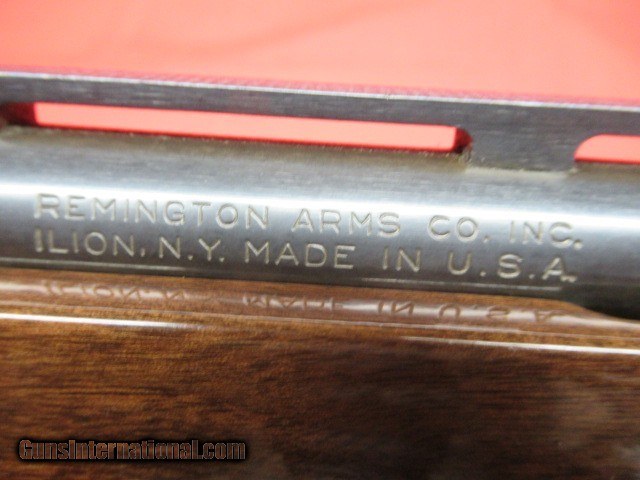 REMINGTON ARMS CO. INC.
ILION, N.Y. MADE IN U.S.A.
GunsInternational.com